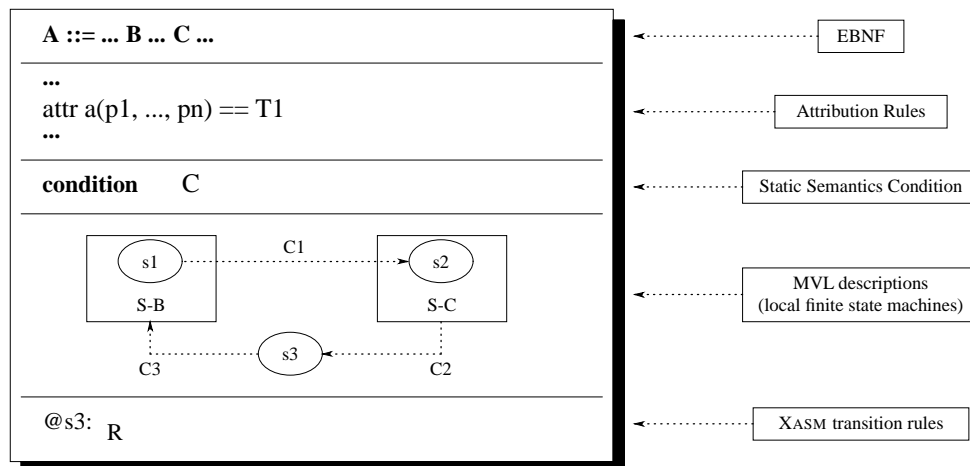 A ::= ... B ... C ...
EBNF
...
attr a(p1, ..., pn) == T1
...
Attribution Rules
condition C
Static Semantics Condition
s1
C1
s2
S-B
S-C
C3
s3
C2
MVL descriptions
(local finite state machines)
@s3: R
XASM transition rules